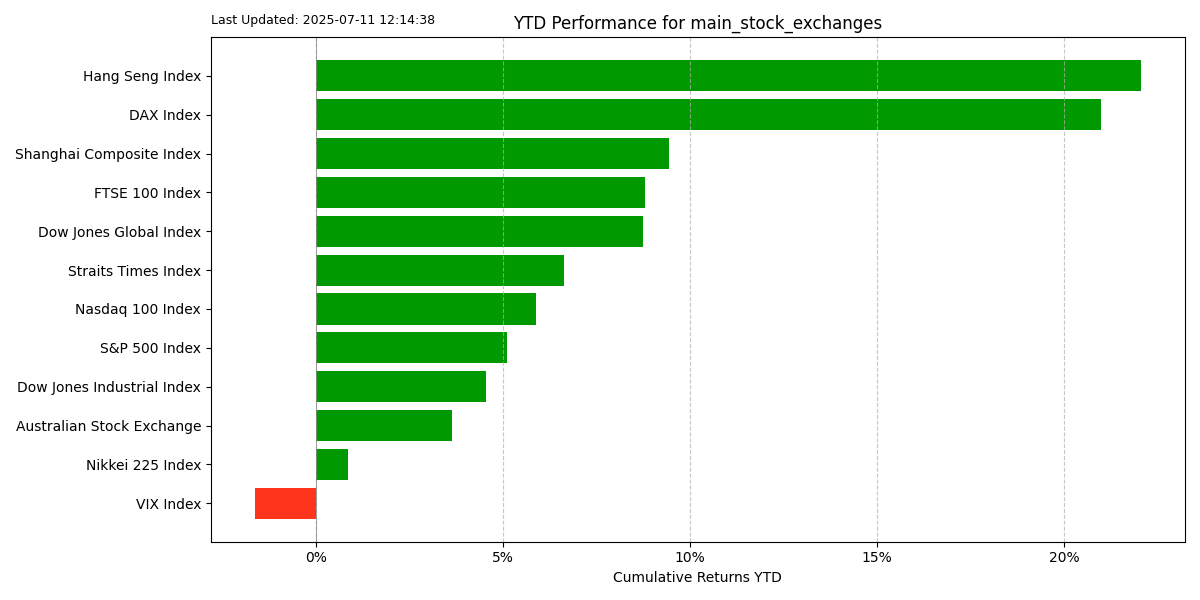 Last Updated: 2025-07-11 12:14:38
YTD Performance for main_stock_exchanges
Hang Seng Index
DAX Index
Shanghai Composite Index
FTSE 100 Index
Dow Jones Global Index
Straits Times Index
Nasdaq 100 Index
S&P 500 Index
Dow Jones Industrial Index
Australian Stock Exchange
Nikkei 225 Index
VIX Index
0% 5% 10% 15% 20%
Cumulative Returns YTD